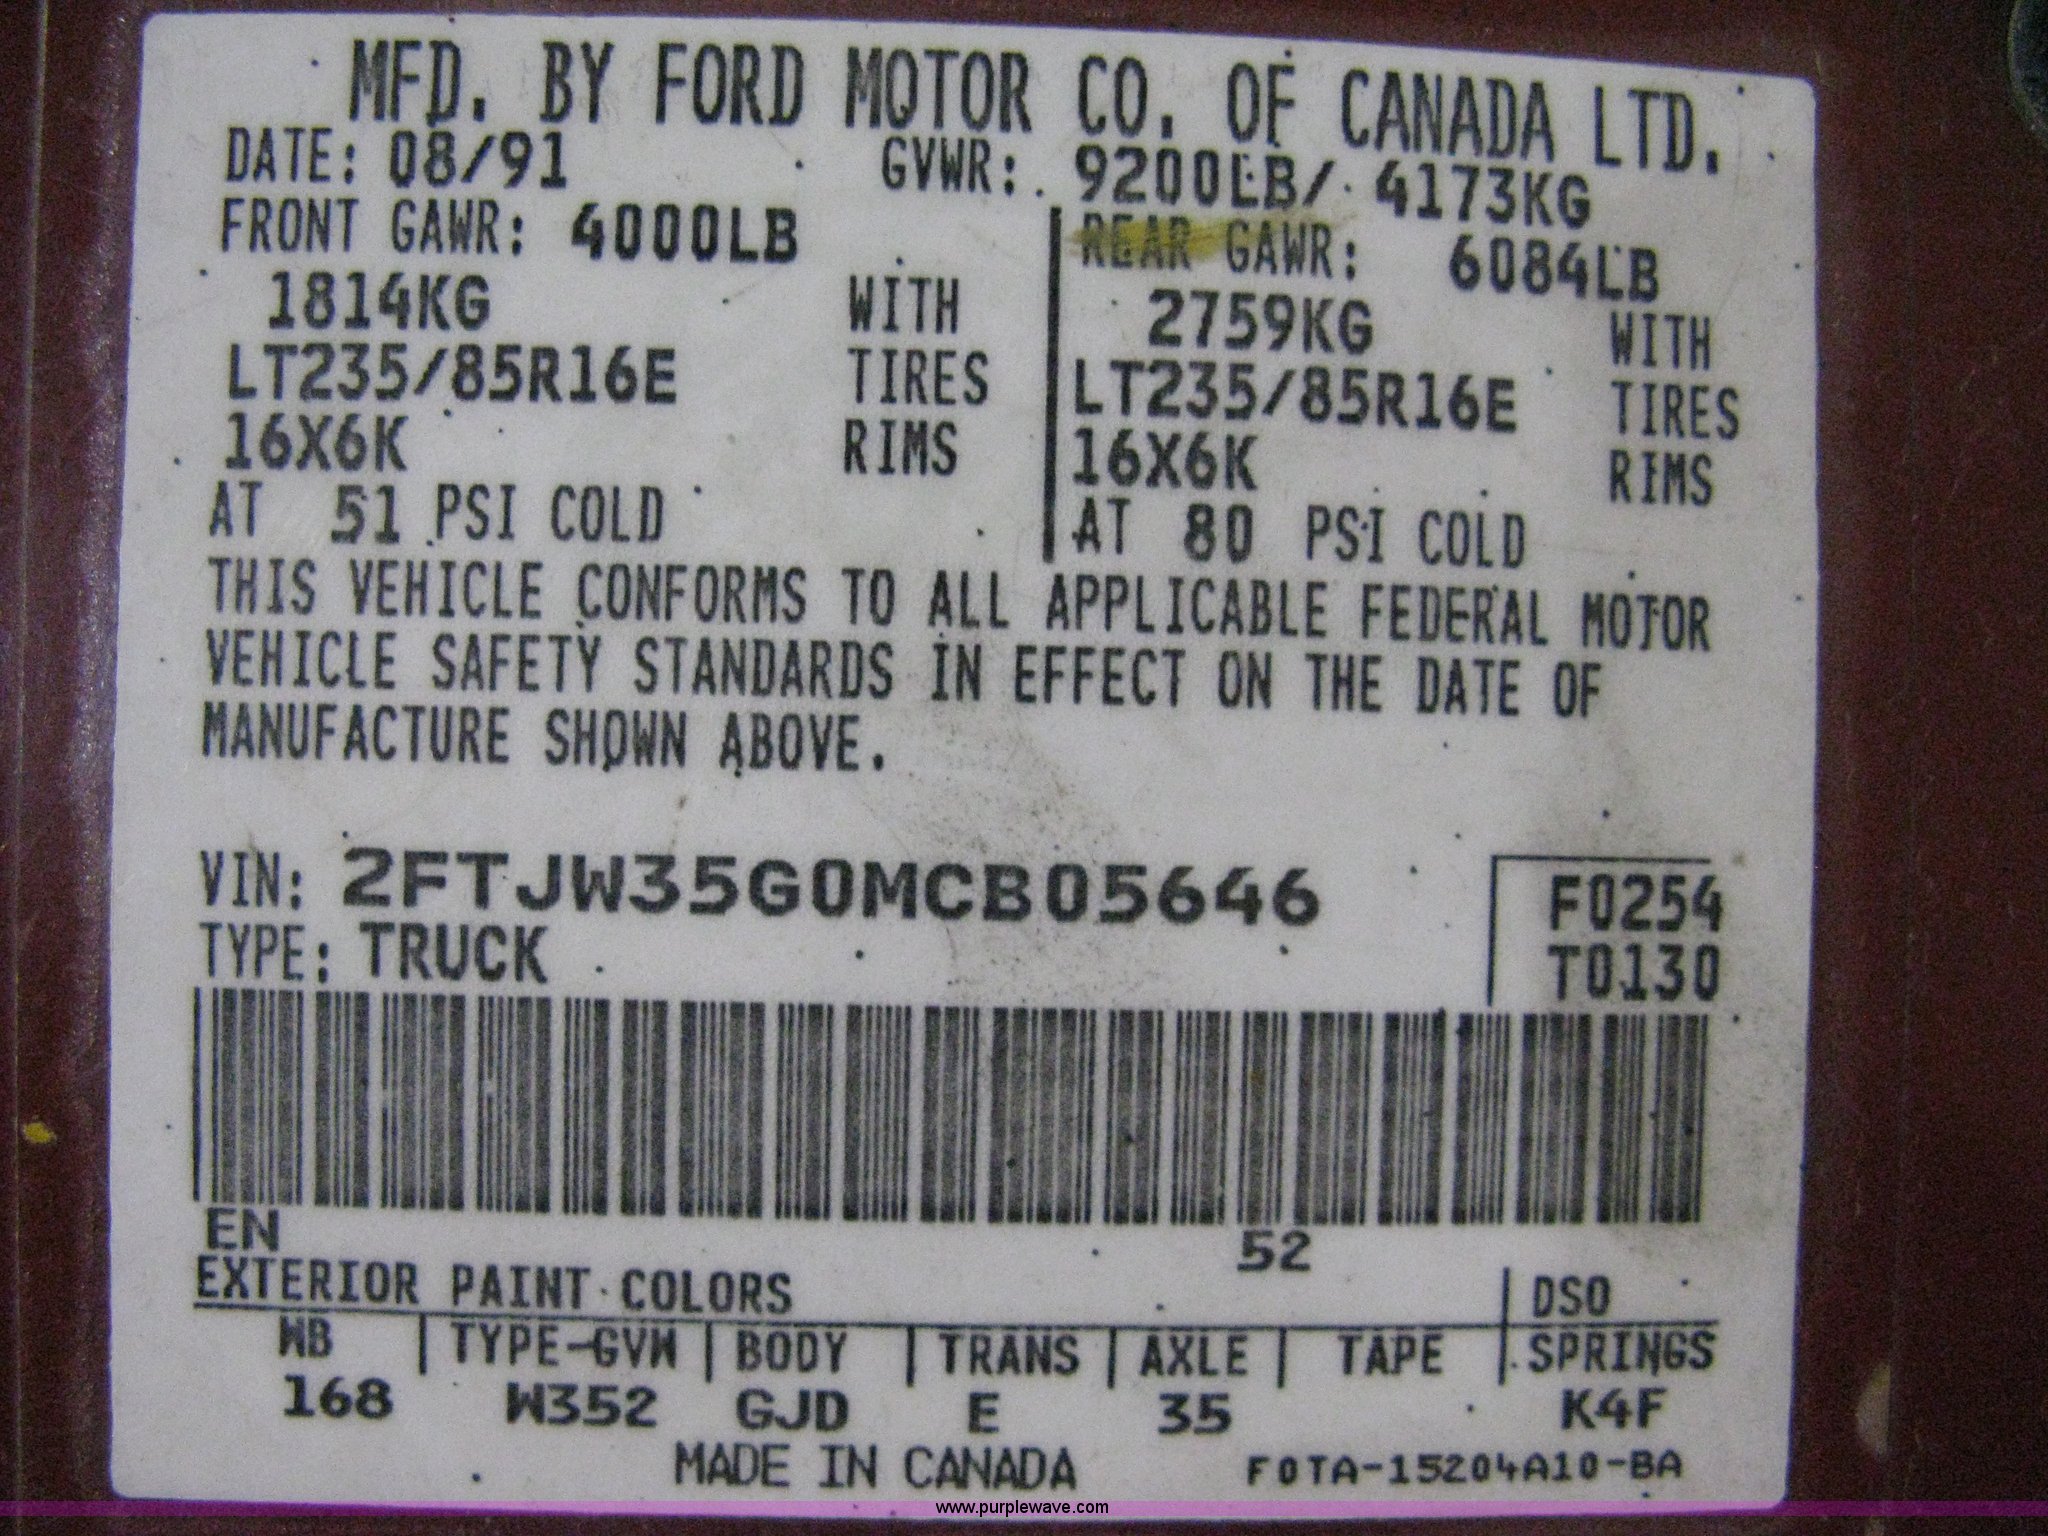 MFD. BY FORD MOTOR CO. OF CANADA LTD.
DATE: 08/91 GVWR: 9200LB/ 4173KG
FRONT GAWR: 4000LB
1814KG WITH
LT235/85R16E TIRES
16X6K RIMS
AT 51 PSI COLD
REAR GAWR: 6084LB
2759KG WITH
LT235/85R16E TIRES
16X6K RIMS
AT 80 PSI COLD
THIS VEHICLE CONFORMS TO ALL APPLICABLE FEDERAL MOTOR
VEHICLE SAFETY STANDARDS IN EFFECT ON THE DATE OF
MANUFACTURE SHOWN ABOVE.
VIN: 2FTJW35G0MCB05646
TYPE: TRUCK
F0254
T0130
EN 52
EXTERIOR PAINT COLORS DSO
WB TYPE-GVW BODY TRANS AXLE TAPE SPRINGS
168 W352 GJD E 35 K4F
MADE IN CANADA F0TA-15204A10-BA
www.purplewave.com